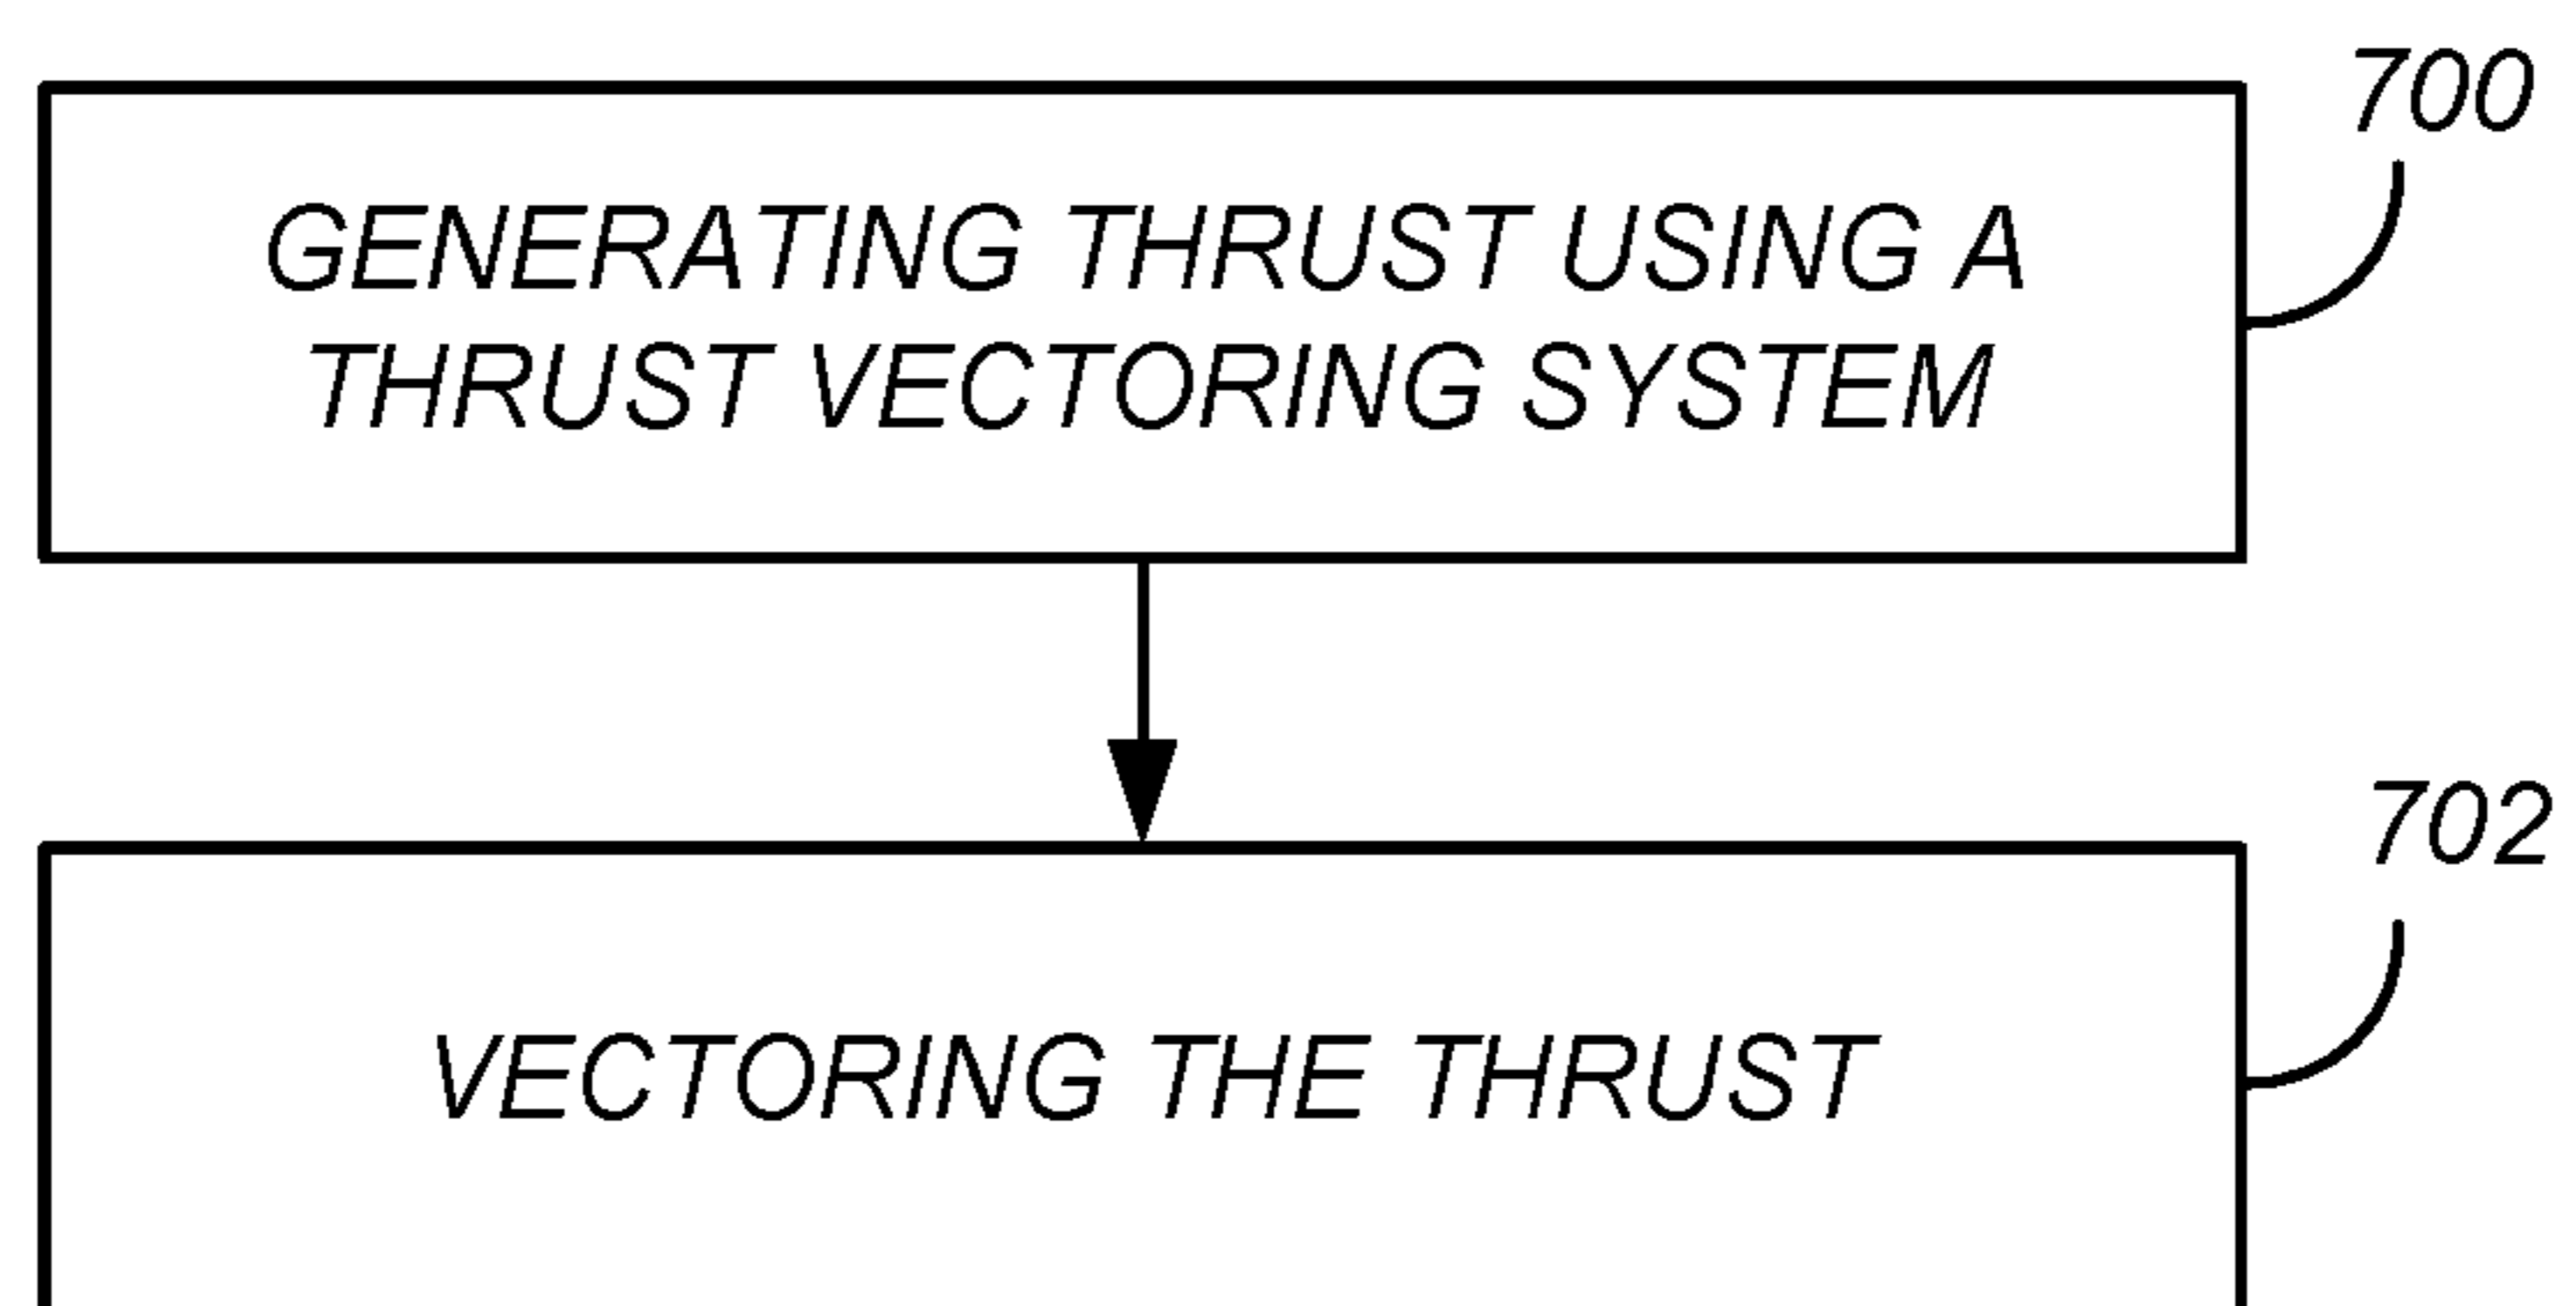 700
GENERATING THRUST USING A
THRUST VECTORING SYSTEM
702
VECTORING THE THRUST